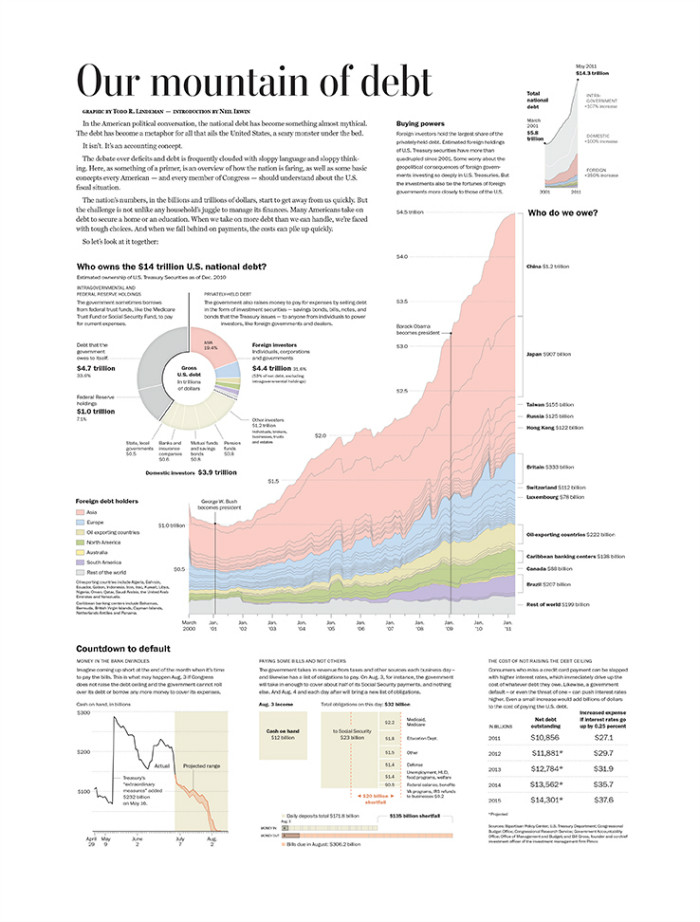 Our mountain of debt
GRAPHIC BY TODD R. LINDEMAN — INTRODUCTION BY NEIL IRWIN
In the American political conversation, the national debt has become something almost mythical.
The debt has become a metaphor for all that ails the United States, a scary monster under the bed.
It isn't. It's an accounting concept.
The debate over deficits and debt is frequently clouded with sloppy language and sloppy think-
ing. Here, as something of a primer, is an overview of how the nation is faring, as well as some basic
concepts every American — and every member of Congress — should understand about the U.S.
fiscal situation.
The nation's numbers, in the billions and trillions of dollars, start to get away from us quickly. But
the challenge is not unlike any household's juggle to manage its finances. Many Americans take on
debt to secure a home or an education. When we take on more debt than we can handle, we're faced
with tough choices. And when we fall behind on payments, the costs can pile up quickly.
So let's look at it together:
Buying powers
Foreign investors hold the largest share of the
privately-held debt. Estimated foreign holdings
of U.S. Treasury securities have more than
quadrupled since 2001. Some worry about the
geopolitical consequences of foreign govern-
ments investing so deeply in U.S. Treasuries. But
the investments also tie the fortunes of foreign
governments more closely to those of the U.S.
May 2011
$14.3 trillion
Total
national
debt
March
2001
$5.8
trillion
INTRA-
GOVERNMENT
+107% increase
DOMESTIC
+100% increase
FOREIGN
2001
2011
Who do we owe?
$4.5 trillion
$4.0
$3.5
$3.0
$2.5
$2.0
$1.5
$1.0 trillion
$0.5
Barack Obama
becomes president
George W. Bush
becomes president
China $1.2 trillion
Japan $907 billion
Taiwan $155 billion
Russia $125 billion
Hong Kong $122 billion
Britain $333 billion
Switzerland $112 billion
Luxembourg $78 billion
Oil exporting countries $222 billion
Caribbean banking centers $138 billion
Canada $88 billion
Brazil $207 billion
Rest of world $199 billion
March
2000
Jan.
'01
Jan.
'02
Jan.
'03
Jan.
'04
Jan.
'05
Jan.
'06
Jan.
'07
Jan.
'08
Jan.
'09
Jan.
'10
Jan.
'11
Who owns the $14 trillion U.S. national debt?
Estimated ownership of U.S. Treasury Securities as of Dec. 2010
INTRAGOVERNMENTAL AND
FEDERAL RESERVE HOLDINGS
The government sometimes borrows
from federal trust funds, like the Medicare
Trust Fund or Social Security Fund, to pay
for current expenses.
PRIVATELY-HELD DEBT
The government also raises money to pay for expenses by selling debt
in the form of investment securities — savings bonds, bills, notes, and
bonds that the Treasury issues — to anyone from individuals to power
investors, like foreign governments and dealers.
Debt that the
government
owes to itself
$4.7 trillion
Federal Reserve
holdings
$1.0 trillion
Gross
U.S. debt
in trillions
of dollars
Foreign investors
Individuals, corporations
and governments
$4.4 trillion
Other investors
$1.2 trillion
Individuals, brokers,
businesses, trusts
and estates
State, local
governments
$0.5
Banks and
insurance
companies
$0.6
Mutual funds
and savings
bonds
$0.8
Pension
funds
Domestic investors $3.9 trillion
Foreign debt holders
Asia
Europe
Oil exporting countries
North America
Australia
South America
Rest of the world
Countdown to default
MONEY IN THE BANK DWINDLES
Imagine coming up short at the end of the month when it's time
to pay the bills. This is what may happen Aug. 3 if Congress
does not raise the debt ceiling and the government cannot roll
over its debt or borrow any more money to cover its expenses.
Cash on hand, in billions
$300
$200
$100
Actual
Projected range
Treasury's
"extraordinary
measures" added
on May 16.
April
29
May
9
June
2
July
7
Aug.
2
PAYING SOME BILLS AND NOT OTHERS
The government takes in revenue from taxes and other sources each business day—
and likewise has a list of obligations to pay. On Aug. 3, for instance, the government
will take in enough to cover about half of its Social Security payments, and nothing
else. And Aug. 4 and each day after will bring a new list of obligations.
Aug. 3 income
Total obligations on this day: $32 billion
Cash on hand
$12 billion
to Social Security
$23 billion
$2.2
Medicaid,
Medicare
$1.8
Education Dept.
$1.5
Other
$1.4
Defense
$1.4
Unemployment, HUD,
food programs, welfare
Federal salaries, benefits
$20 billion
shortfall
Daily deposits total $171.8 billion
$135 billion shortfall
MONEY IN
MONEY OUT
Bills due in August: $306.2 billion
THE COST OF NOT RAISING THE DEBT CEILING
Consumers who miss a credit card payment can be slapped
with higher interest rates, which immediately drive up the
cost of whatever debt they owe. Likewise, a government
default – or even the threat of one – can push interest rates
higher. Even a small increase would add billions of dollars
to the cost of paying the U.S. debt.
IN BILLIONS
Net debt
outstanding
Increased expense
if interest rates go
up by 0.25 percent
2011 $10,856 $27.1
2012 $11,881* $29.7
2013 $12,784* $31.9
2014 $13,562* $35.7
2015 $14,301* $37.6
*Projected